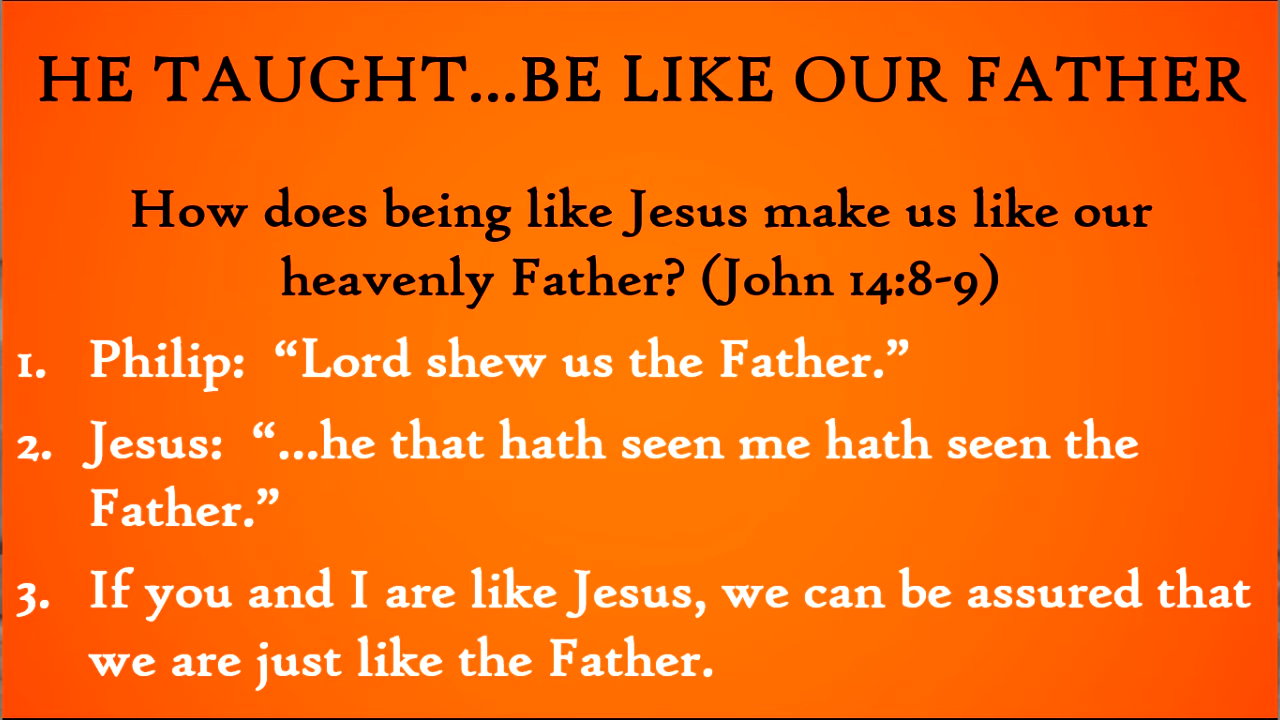 HE TAUGHT...BE LIKE OUR FATHER
How does being like Jesus make us like our
heavenly Father? (John 14:8-9)
1. Philip: “Lord shew us the Father.”
2. Jesus: “...he that hath seen me hath seen the
Father.”
3. If you and I are like Jesus, we can be assured that
we are just like the Father.